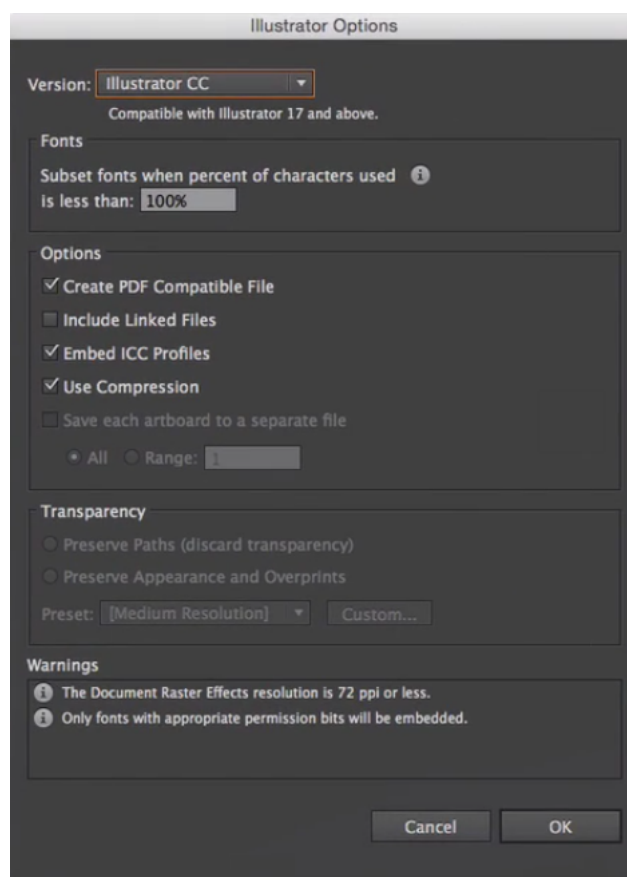 Illustrator Options
Version: Illustrator CC
Compatible with Illustrator 17 and above.
Fonts
Subset fonts when percent of characters used
is less than: 100%
Options
Create PDF Compatible File
Include Linked Files
Embed ICC Profiles
Use Compression
Save each artboard to a separate file
All Range: 1
Transparency
Preserve Paths (discard transparency)
Preserve Appearance and Overprints
Preset: [Medium Resolution] Custom...
Warnings
The Document Raster Effects resolution is 72 ppi or less.
Only fonts with appropriate permission bits will be embedded.
Cancel OK